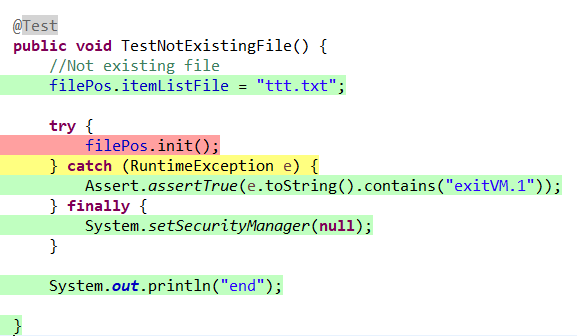 @Test
public void TestNotExistingFile() {
//Not existing file
filePos.itemListFile = "ttt.txt";
try {
filePos.init();
} catch (RuntimeException e) {
Assert.assertTrue(e.toString().contains("exitVM.1"));
} finally {
System.setSecurityManager(null);
}
System.out.println("end");
}